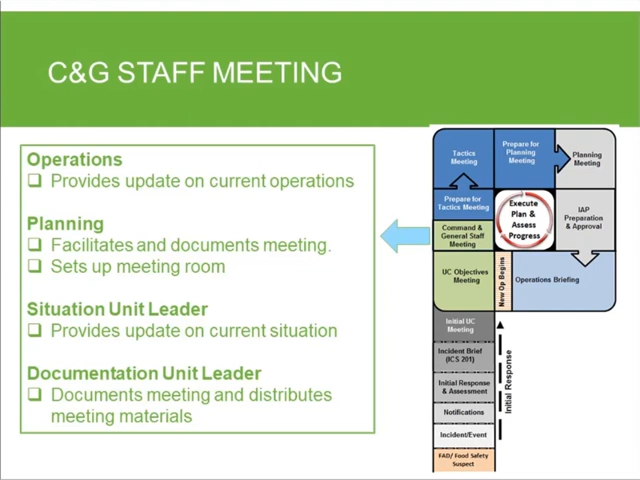 C&G STAFF MEETING
Operations
Provides update on current operations
Planning
Facilitates and documents meeting.
Sets up meeting room
Situation Unit Leader
Provides update on current situation
Documentation Unit Leader
Documents meeting and distributes
meeting materials
Tactics
Meeting
Prepare for
Planning
Meeting
Planning
Meeting
Prepare for
Tactics Meeting
Execute
Plan &
Assess
Progress
IAP
Preparation
& Approval
Command &
General Staff
Meeting
UC Objectives
Meeting
New Op Begins
Operations Briefing
Initial UC
Meeting
Incident Brief
(ICS 201)
Initial Response
& Assessment
Notifications
Incident/Event
FAD/ Food Safety
Suspect
Initial Response